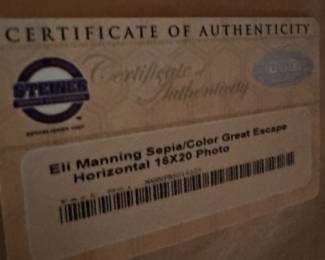 CERTIFICATE OF AUTHENTICITY
Certificate
of
Authenticity
STEINER
Eli Manning Sepia/Color Great Escape
Horizontal 16X20 Photo